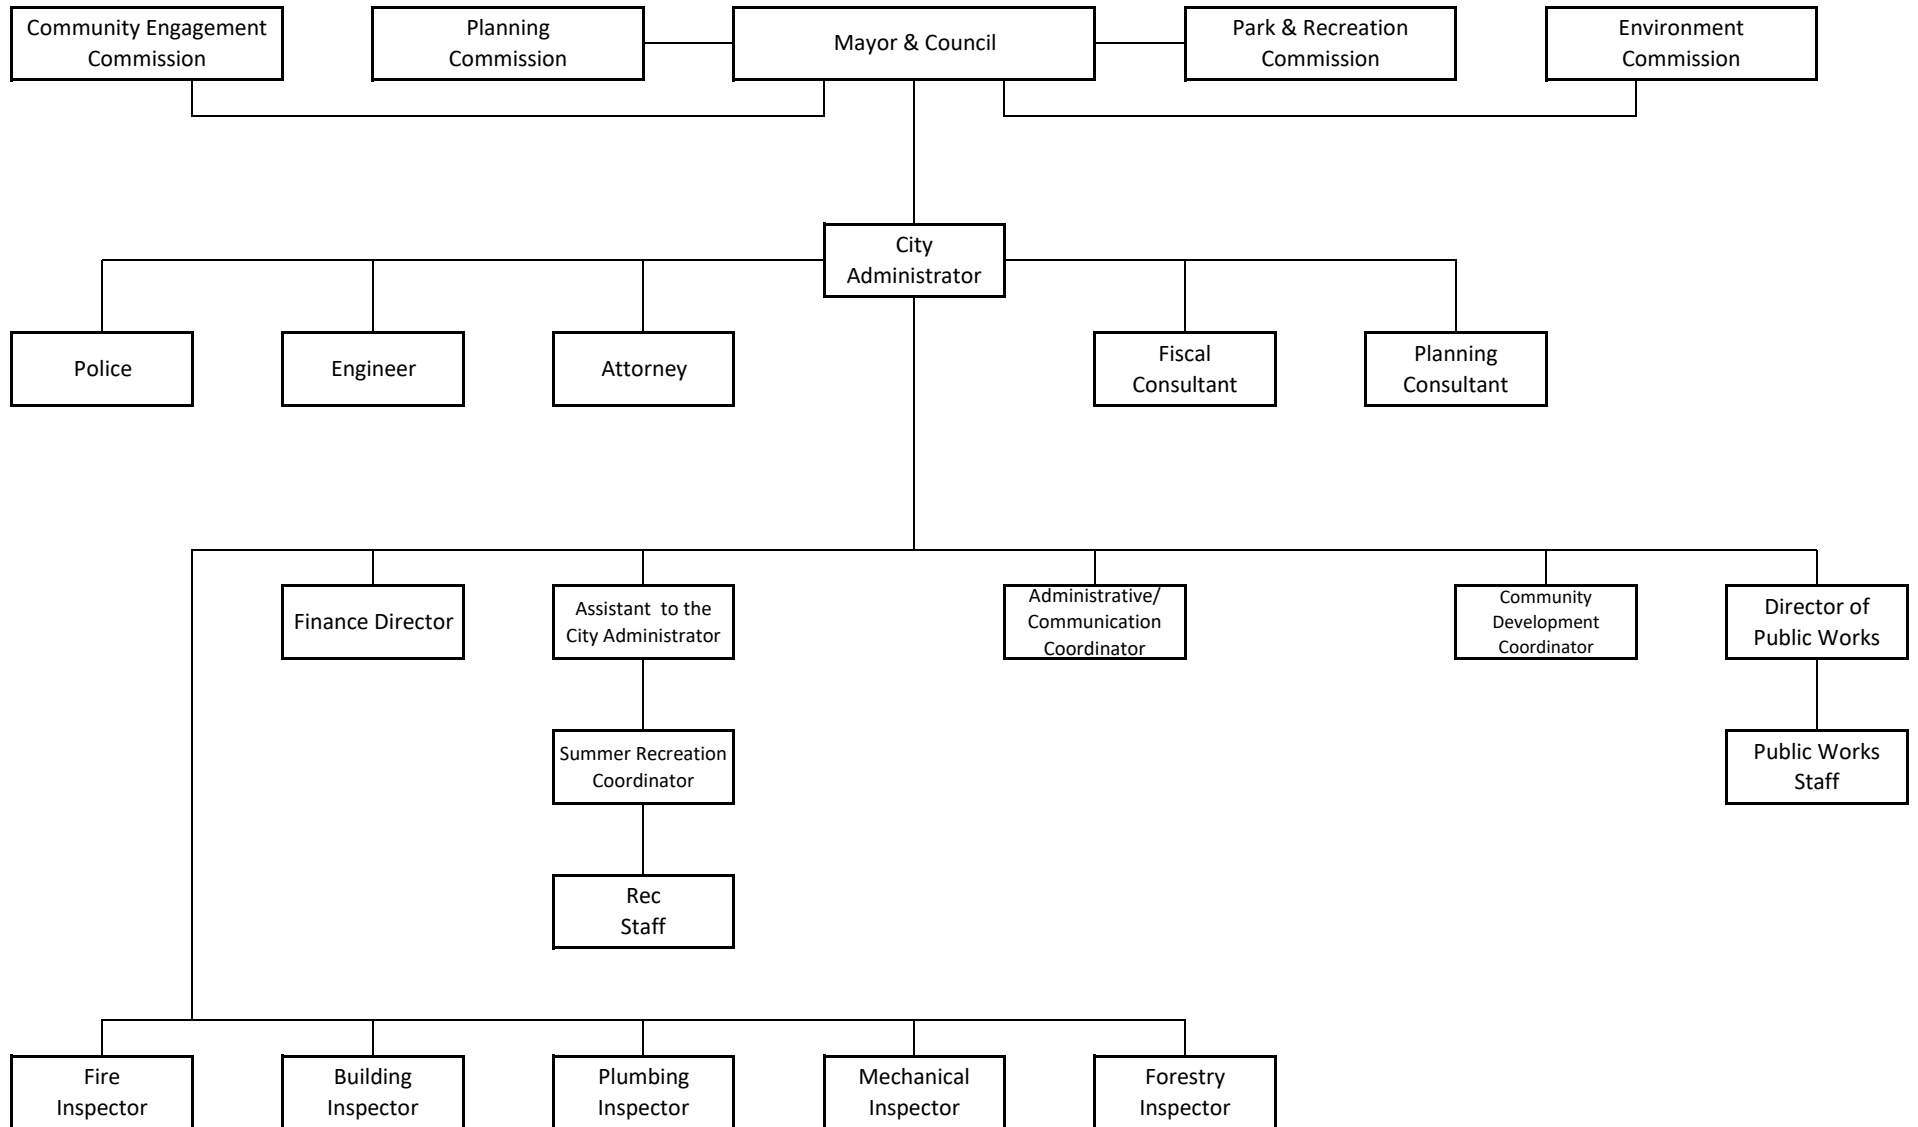 Community Engagement
Commission
Planning
Commission
Mayor & Council
Park & Recreation
Commission
Environment
Commission
City
Administrator
Police
Engineer
Attorney
Fiscal
Consultant
Planning
Consultant
Finance Director
Assistant  to the
City Administrator
Administrative/
Communication
Coordinator
Community
Development
Coordinator
Director of
Public Works
Summer Recreation
Coordinator
Public Works
Staff
Rec
Staff
Fire
Inspector
Building
Inspector
Plumbing
Inspector
Mechanical
Inspector
Forestry
Inspector